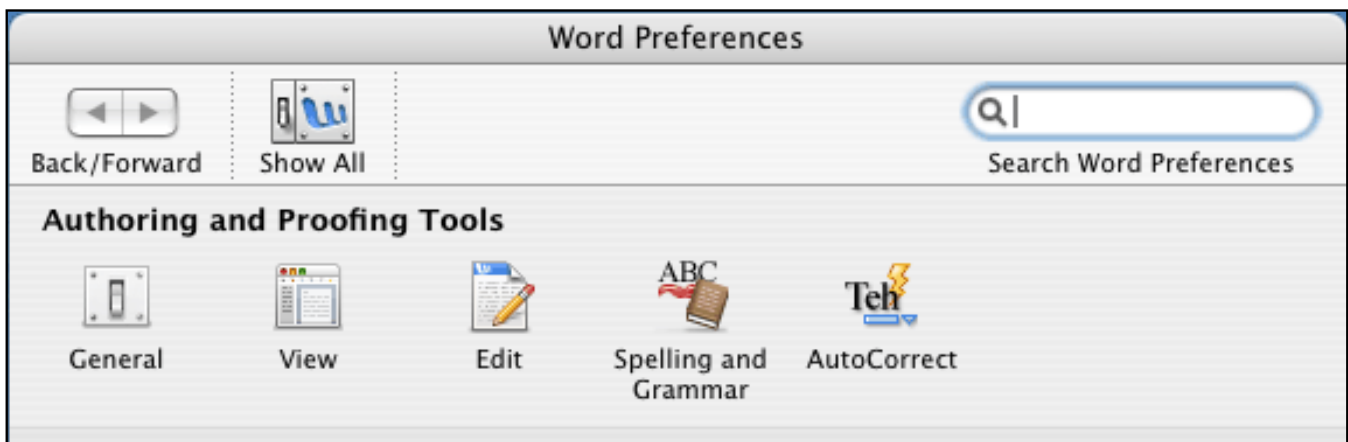 Word Preferences
Back/Forward
Show All
Search Word Preferences
Authoring and Proofing Tools
ABC
Teh
General
View
Edit
Spelling and
Grammar
AutoCorrect